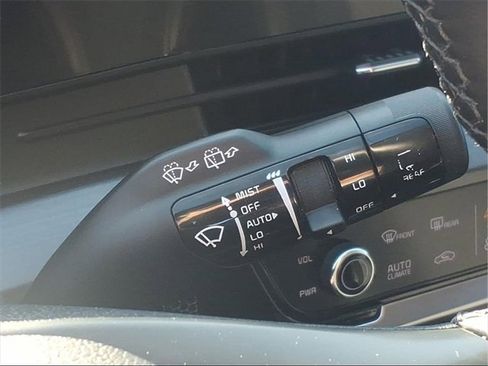 MIST
OFF
AUTO
LO
HI
HI
LO
OFF
REAR
FRONT
REAR
VOL
PWR
AUTO
CLIMATE